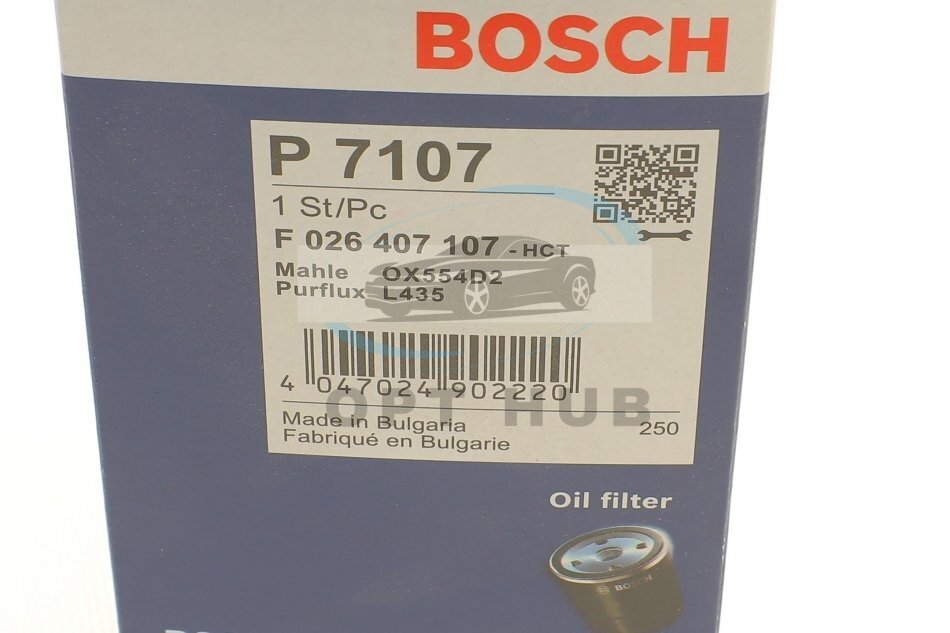 BOSCH
P 7107
1 St/Pc
F 026 407 107 - HCT
Mahle OX554D2
Purflux L435
4 047024 902220
OPT HUB
Made in Bulgaria
Fabriqué en Bulgarie
250
Oil filter
BOSCH